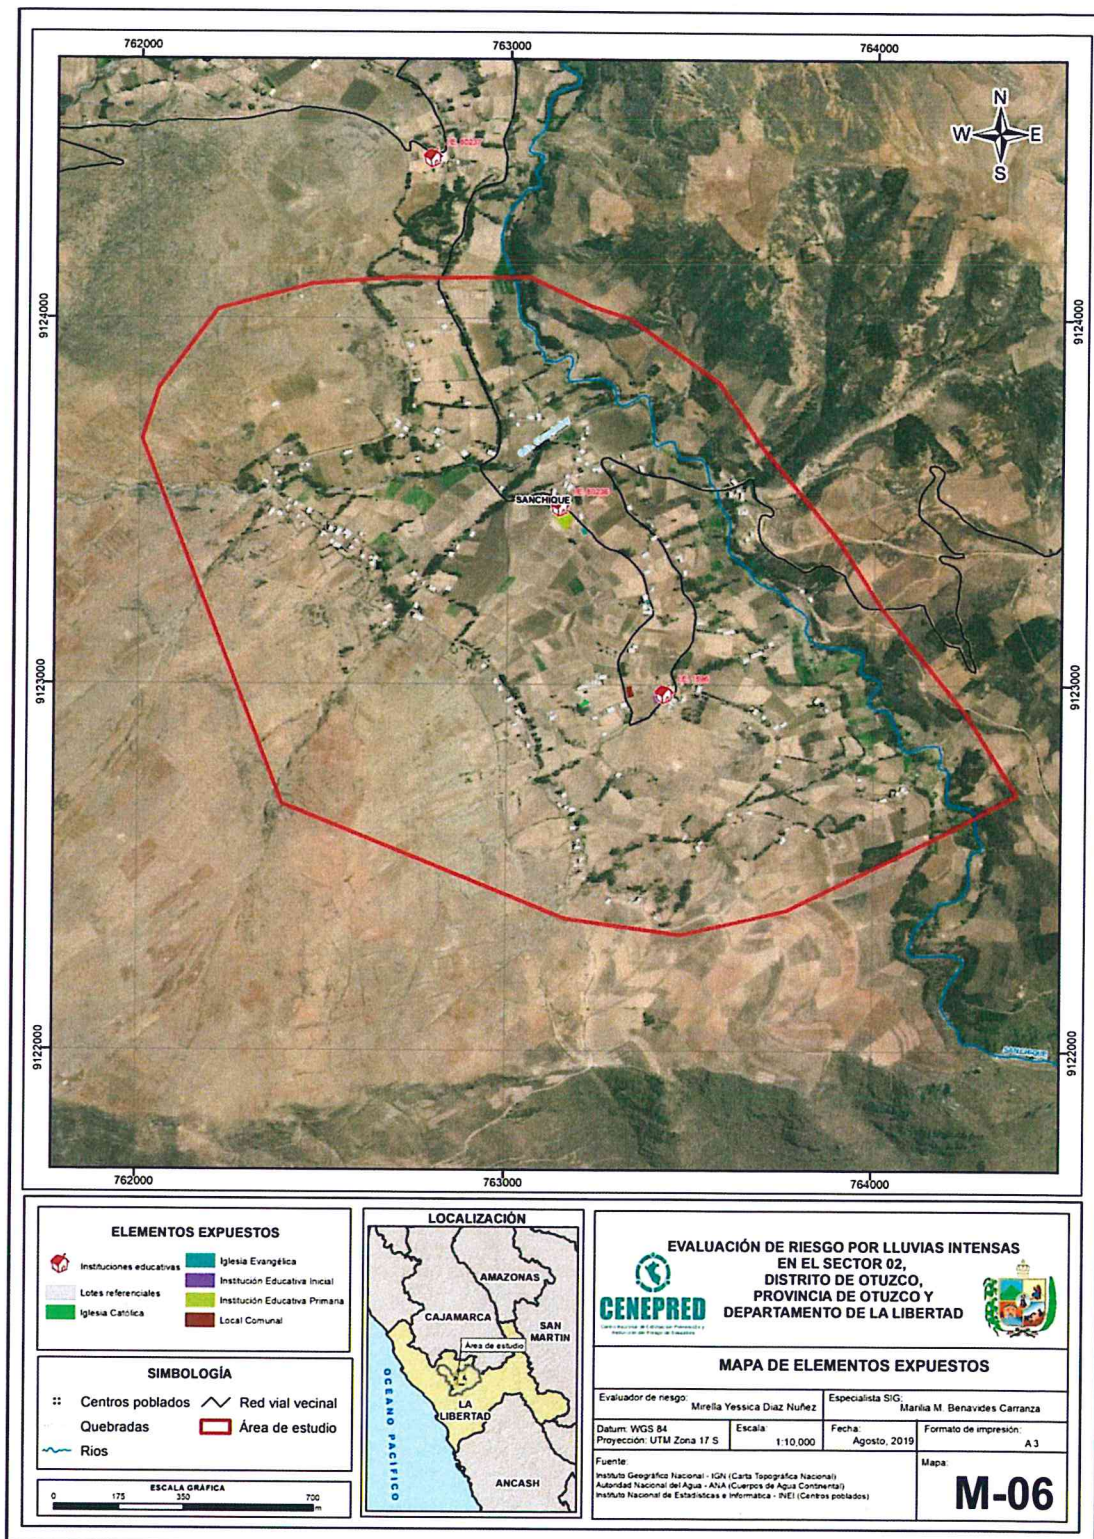 762000
763000
764000
N
W E
S
I.E. 80237
9124000
9124000
SANCHIQUE
I.E. 80236
9123000
9123000
9122000
9122000
SANCHIQUE
762000
763000
764000
ELEMENTOS EXPUESTOS
Instituciones educativas
Lotes referenciales
Iglesia Católica
Iglesia Evangélica
Institución Educativa Inicial
Institución Educativa Primaria
Local Comunal
SIMBOLOGÍA
Centros poblados
Quebradas
Rios
Red vial vecinal
Área de estudio
ESCALA GRÁFICA
0 175 350 700
m
LOCALIZACIÓN
AMAZONAS
CAJAMARCA
SAN
MARTIN
Área de estudio
LA
LIBERTAD
OCEANO PACIFICO
ANCASH
CENEPRED
EVALUACIÓN DE RIESGO POR LLUVIAS INTENSAS
EN EL SECTOR 02,
DISTRITO DE OTUZCO,
PROVINCIA DE OTUZCO Y
DEPARTAMENTO DE LA LIBERTAD
MAPA DE ELEMENTOS EXPUESTOS
Evaluador de riesgo:
Mirella Yessica Diaz Nuñez
Especialista SIG:
Marilia M. Benavides Carranza
Datum: WGS 84
Proyección: UTM Zona 17 S
Escala:
1:10,000
Fecha:
Agosto, 2019
Formato de impresión:
A3
Fuente:
Instituto Geográfico Nacional - IGN (Carta Topográfica Nacional)
Autoridad Nacional del Agua - ANA (Cuerpos de Agua Continental)
Instituto Nacional de Estadisticas e Informatica - INEI (Centros poblados)
Mapa:
M-06